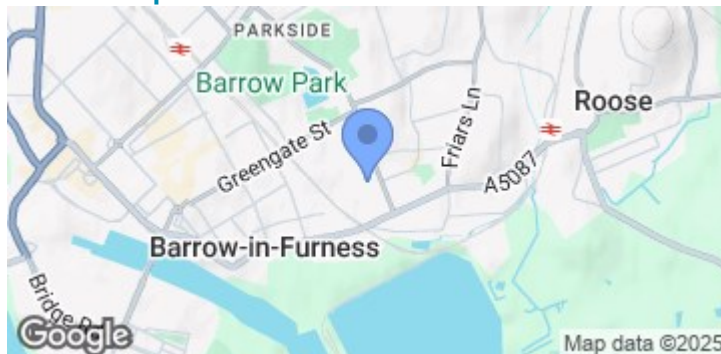 PARKSIDE
Barrow Park
Roose
Greengate St
Friars Ln
A5087
Barrow-in-Furness
Google
Map data ©2025